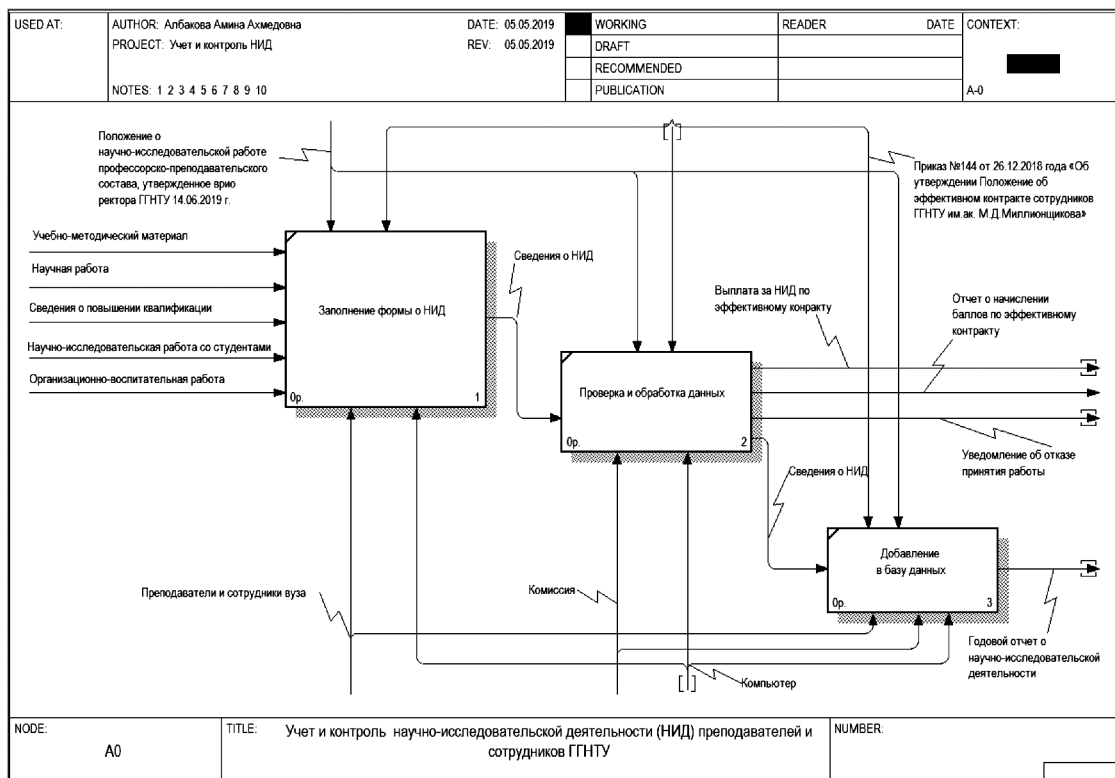 USED AT:
AUTHOR: Албакова Амина Ахмедовна
DATE: 05.05.2019
PROJECT: Учет и контроль НИД
REV: 05.05.2019
NOTES: 1 2 3 4 5 6 7 8 9 10
WORKING
DRAFT
RECOMMENDED
PUBLICATION
READER
DATE
CONTEXT:
A-0
Положение о
научно-исследовательской работе
профессорско-преподавательского
состава, утвержденное врио
ректора ГГНТУ 14.06.2019 г.
Приказ №144 от 26.12.2018 года «Об
утверждении Положение об
эффективном контракте сотрудников
ГГНТУ им.ак. М.Д.Миллионщикова»
Учебно-методический материал
Научная работа
Сведения о повышении квалификации
Научно-исследовательская работа со студентами
Организационно-воспитательная работа
Заполнение формы о НИД
0р.
1
Сведения о НИД
Выплата за НИД по
эффективному конракту
Отчет о начислении
баллов по эффективному
контракту
Проверка и обработка данных
0р.
2
Уведомление об отказе
принятия работы
Сведения о НИД
Добавление
в базу данных
0р.
3
Преподаватели и сотрудники вуза
Комиссия
Компьютер
Годовой отчет о
научно-исследовательской
деятельности
NODE:
A0
TITLE:
Учет и контроль научно-исследовательской деятельности (НИД) преподавателей и
сотрудников ГГНТУ
NUMBER: